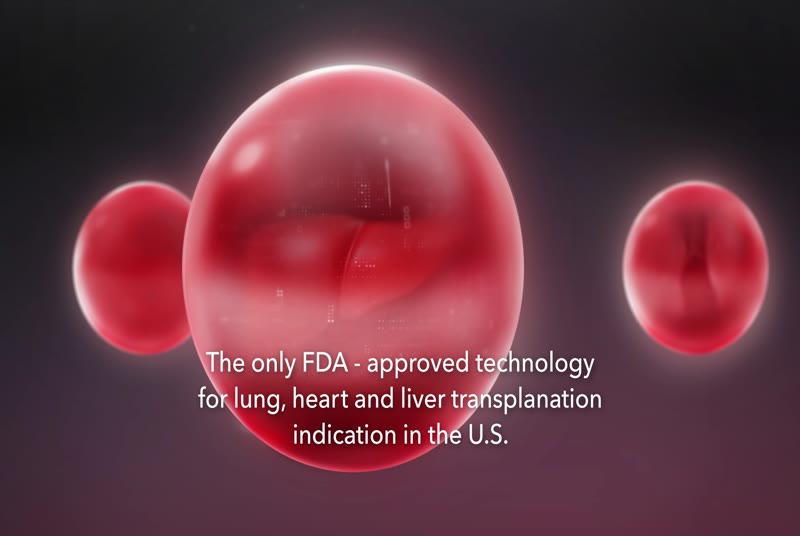 The only FDA - approved technology
for lung, heart and liver transplanation
indication in the U.S.